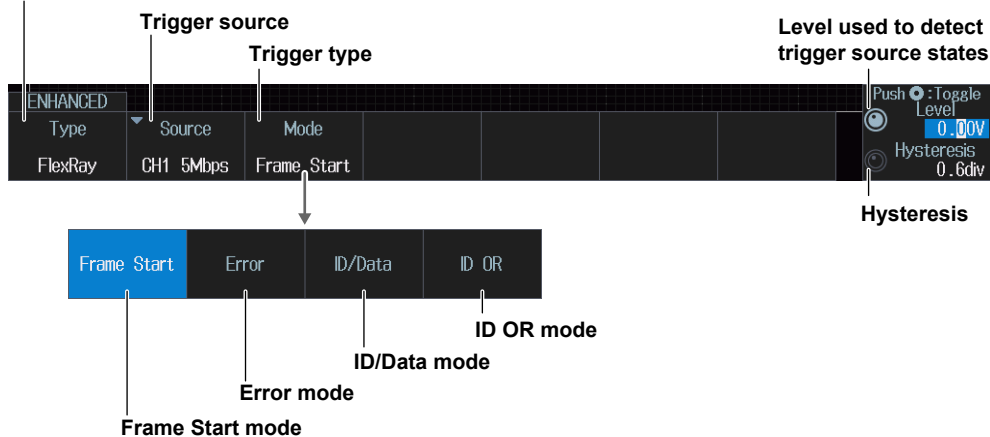 Trigger source
Trigger type
Level used to detect
trigger source states
ENHANCED
Type
FlexRay
Source
CH1 5Mbps
Mode
Frame Start
Push :Toggle
Level
0.00V
Hysteresis
0.6div
Hysteresis
Frame Start
Error
ID/Data
ID OR
ID OR mode
ID/Data mode
Error mode
Frame Start mode